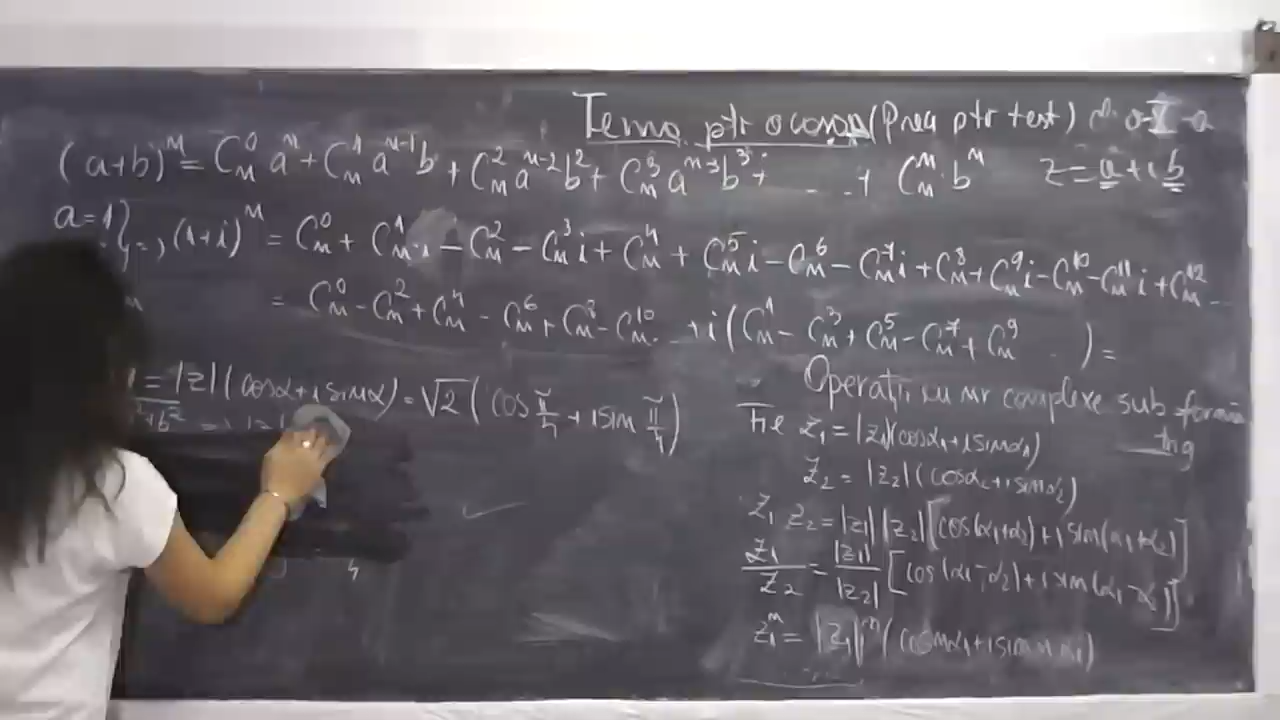 Tema ptr acasa (Preg ptr test) cls a-X-a
(a+b)^n = C_n^0 a^n + C_n^1 a^{n-1} b + C_n^2 a^{n-2} b^2 + C_n^3 a^{n-3} b^3 + ... + C_n^n · b^n z = a + ib
a=1 } => (1+i)^n = C_n^0 + C_n^1 · i - C_n^2 - C_n^3 i + C_n^4 + C_n^5 i - C_n^6 - C_n^7 i + C_n^8 + C_n^9 i - C_n^10 - C_n^11 i + C_n^12 ...
= C_n^0 - C_n^2 + C_n^4 - C_n^6 + C_n^8 - C_n^10 ... + i(C_n^1 - C_n^3 + C_n^5 - C_n^7 + C_n^9 ... ) =
= |z|(cosα + i sinα) = √2 (cos π/4 + i sin π/4)
+b^2 =>
4
Operații cu nr complexe sub forma
trig
Fie z_1 = |z_1|(cosα_1 + i sinα_1)
z_2 = |z_2|(cosα_2 + i sinα_2)
z_1 z_2 = |z_1| |z_2| [cos(α_1+α_2) + i sin(α_1+α_2)]
z_1/z_2 = |z_1|/|z_2| [cos(α_1-α_2) + i sin(α_1-α_2)]
z_1^n = |z_1|^n (cos nα_1 + i sin nα_1)